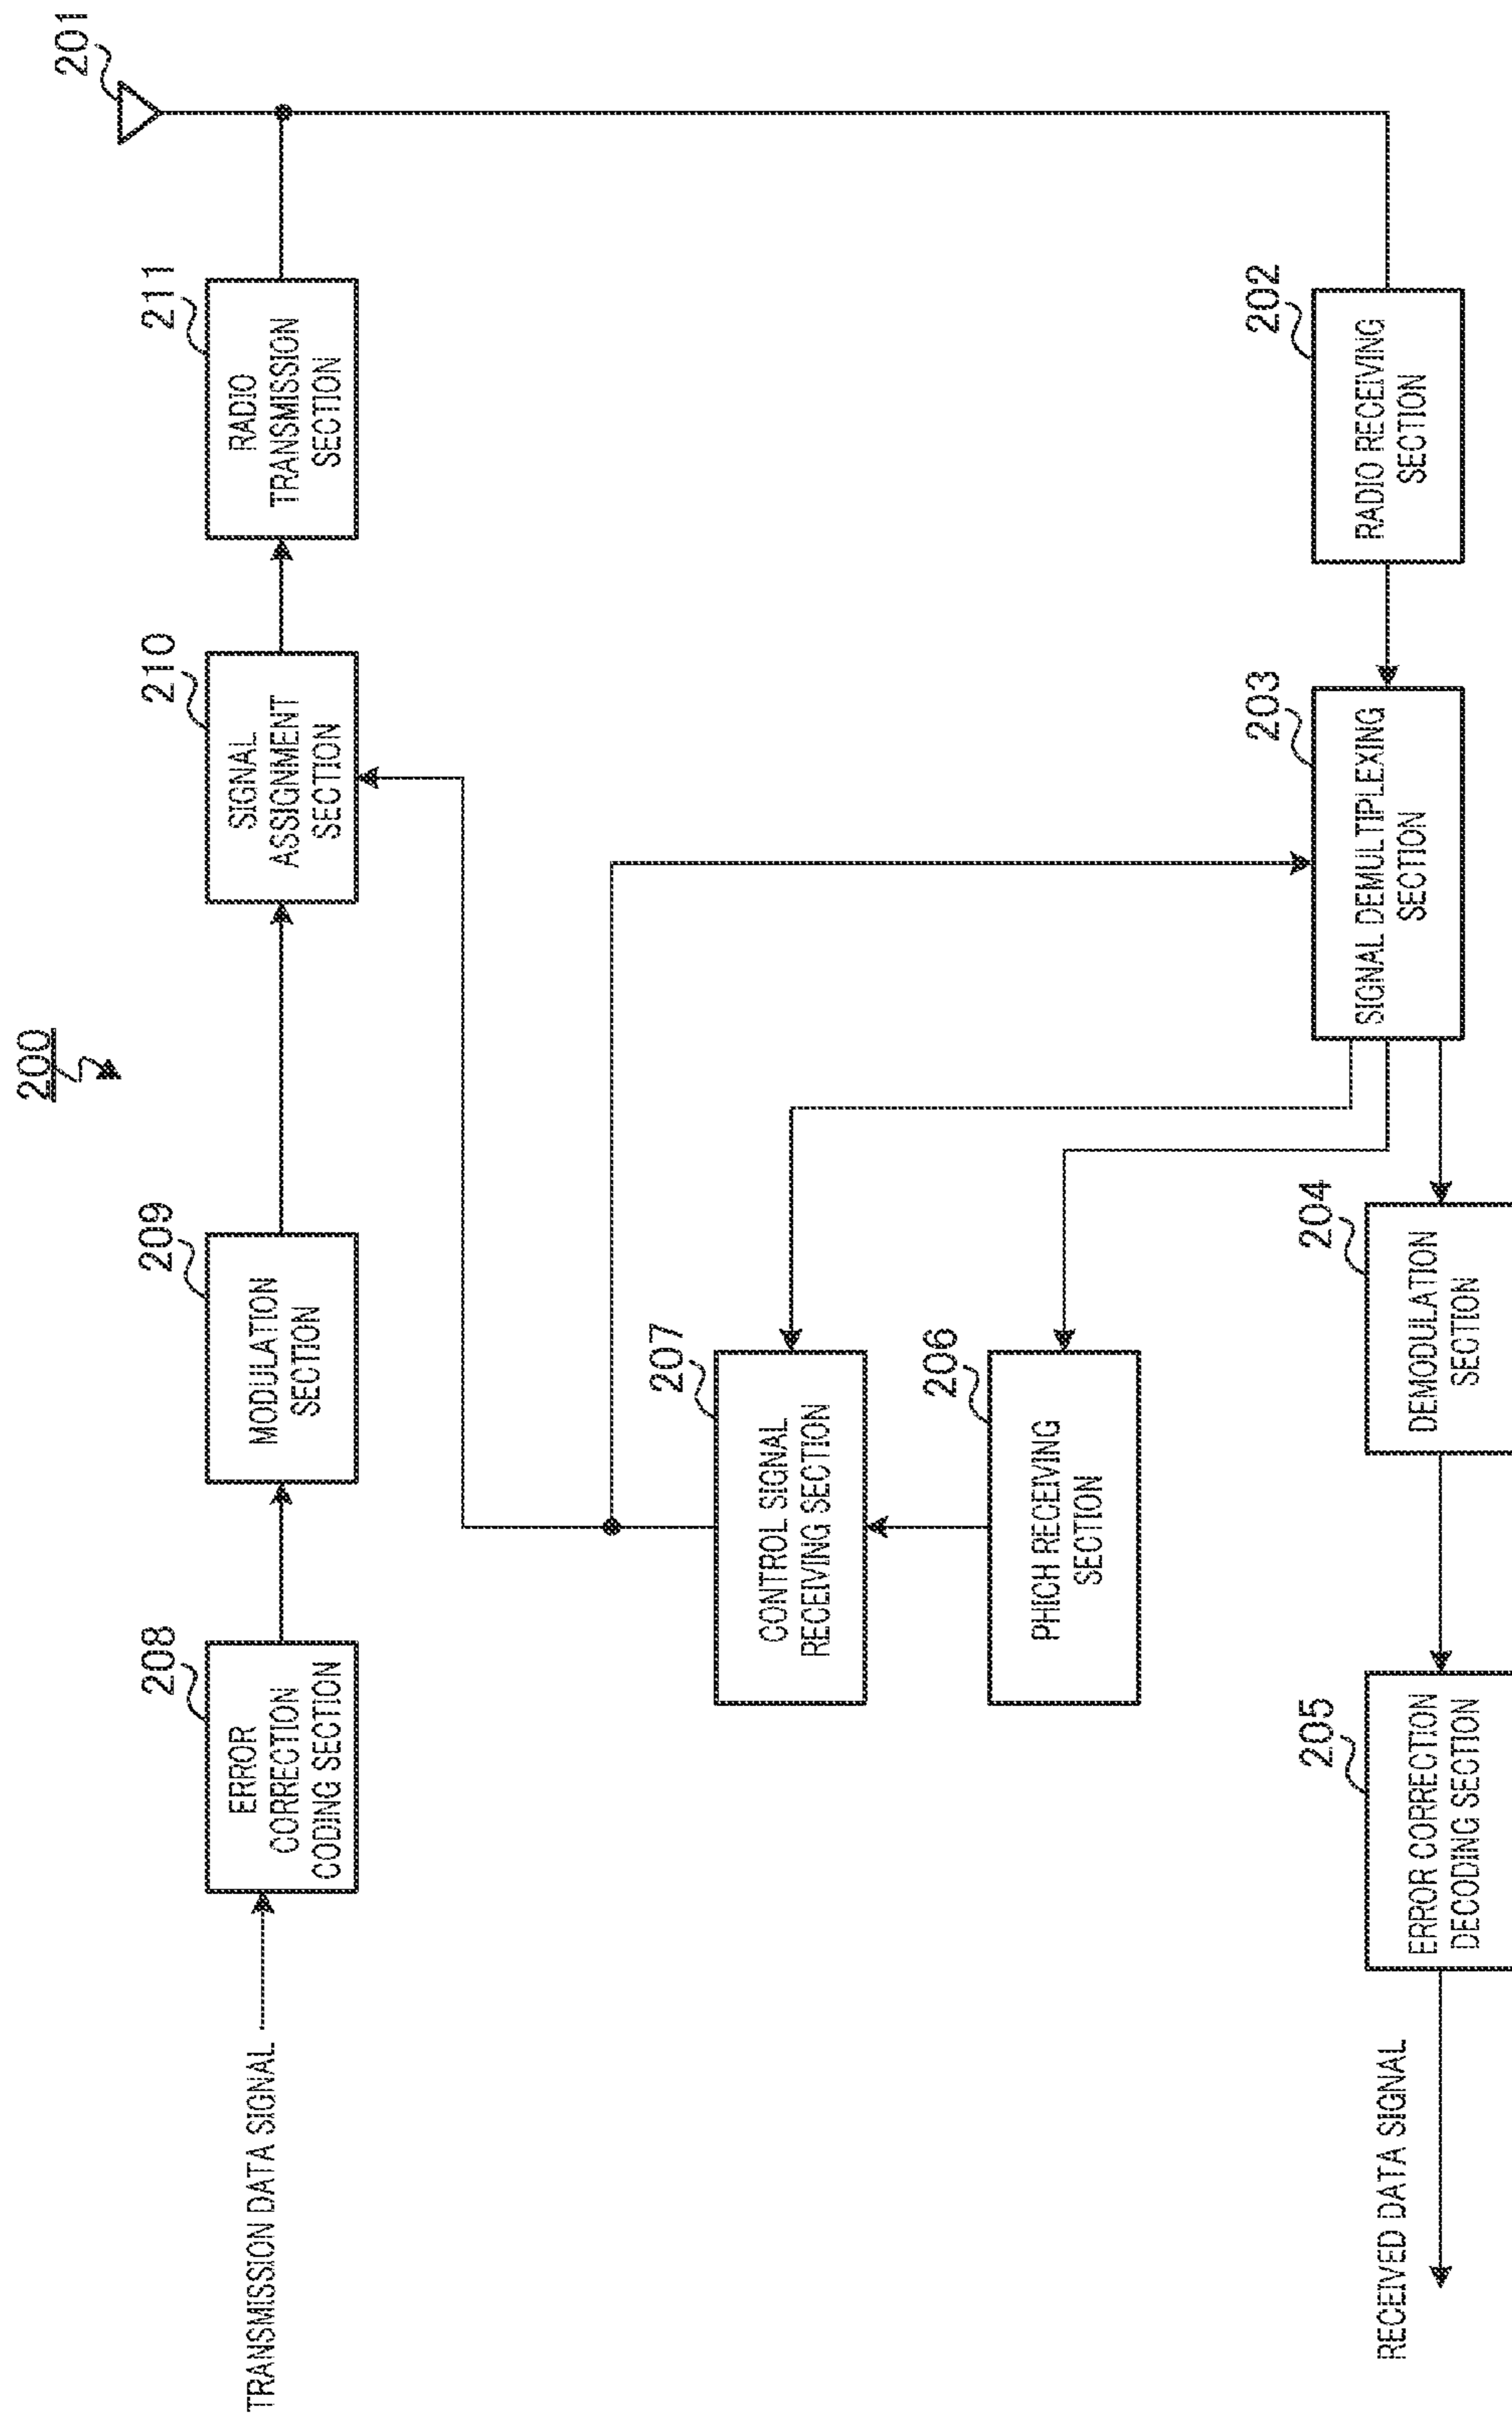 200
201
TRANSMISSION DATA SIGNAL
208
ERROR
CORRECTION
CODING SECTION
209
MODULATION
SECTION
210
SIGNAL
ASSIGNMENT
SECTION
211
RADIO
TRANSMISSION
SECTION
207
CONTROL SIGNAL
RECEIVING SECTION
206
PHICH RECEIVING
SECTION
RECEIVED DATA SIGNAL
205
ERROR CORRECTION
DECODING SECTION
204
DEMODULATION
SECTION
203
SIGNAL DEMULTIPLEXING
SECTION
202
RADIO RECEIVING
SECTION